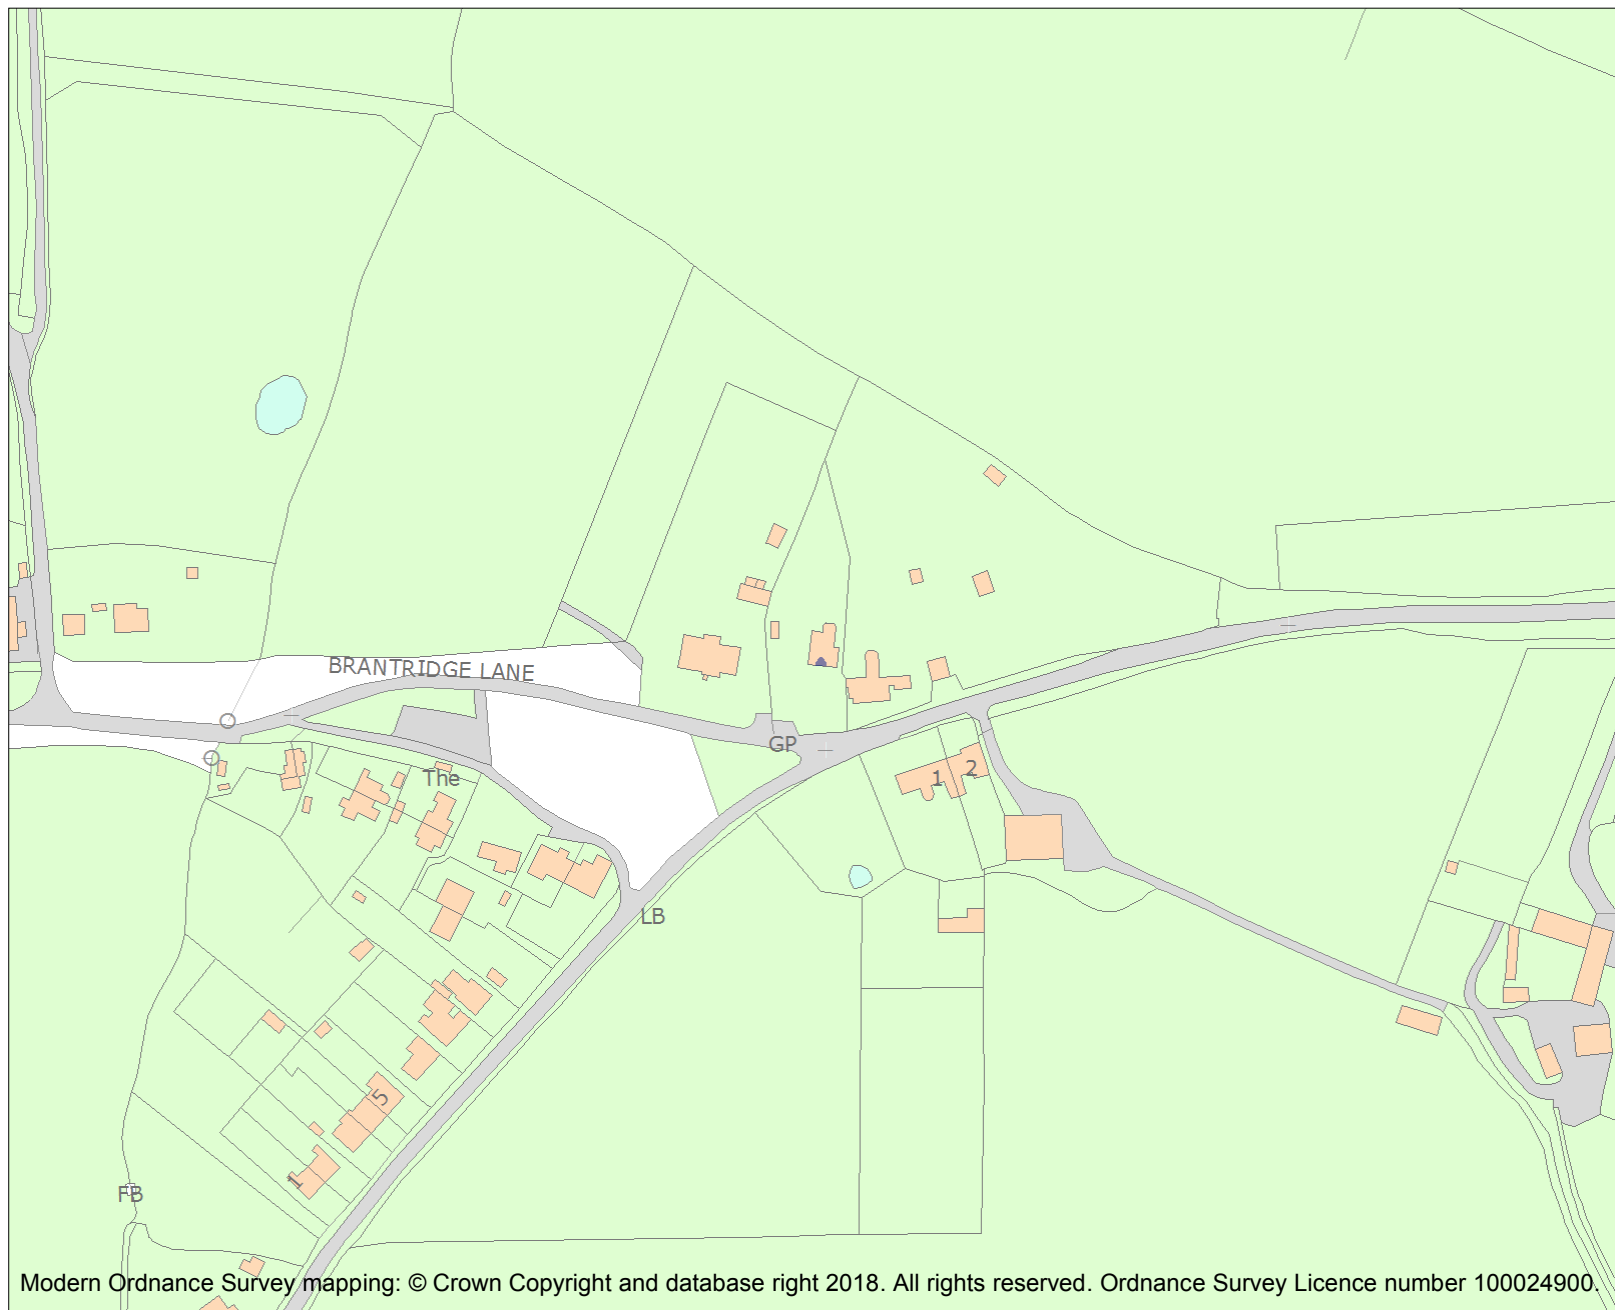 BRANTRIDGE LANE
GP
The
1
2
LB
5
1
FB
Modern Ordnance Survey mapping: © Crown Copyright and database right 2018. All rights reserved. Ordnance Survey Licence number 100024900.